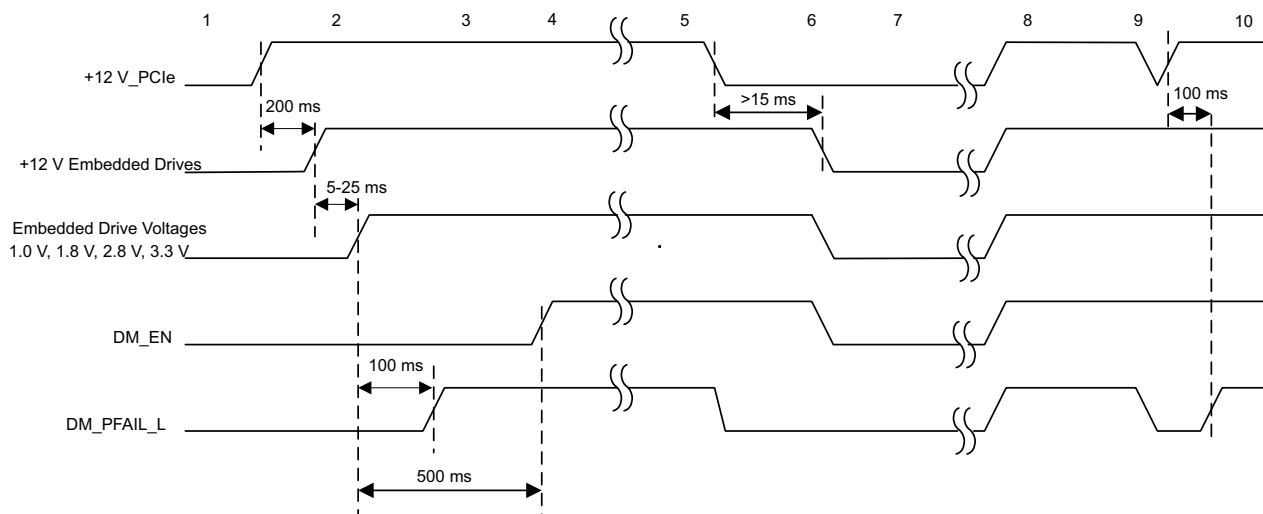 1 2 3 4 5 6 7 8 9 10
+12 V_PCIe
200 ms
>15 ms
100 ms
+12 V Embedded Drives
5-25 ms
Embedded Drive Voltages
1.0 V, 1.8 V, 2.8 V, 3.3 V
DM_EN
100 ms
DM_PFAIL_L
500 ms